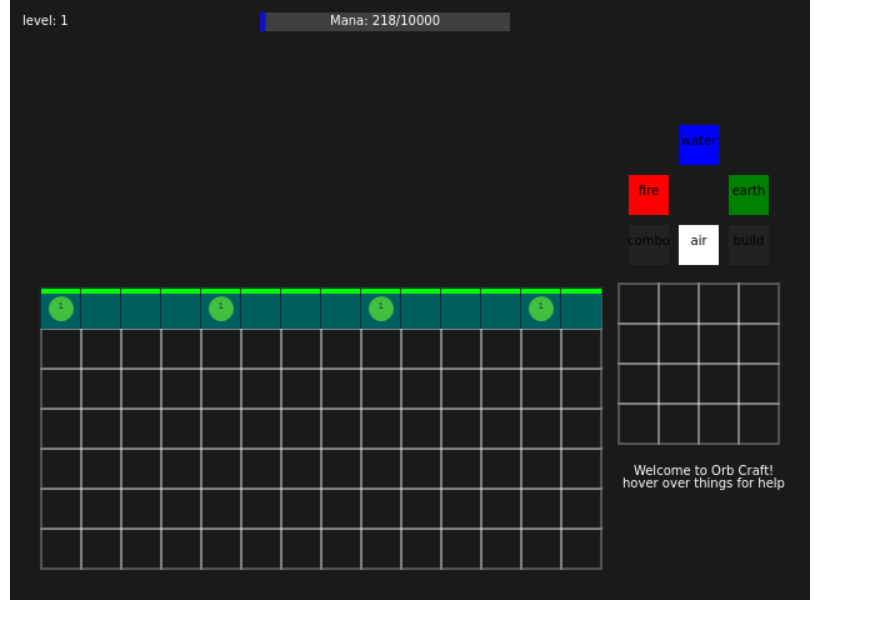 level: 1
Mana: 218/10000
water
fire
earth
combo
air
build
1
1
1
1
Welcome to Orb Craft!
hover over things for help